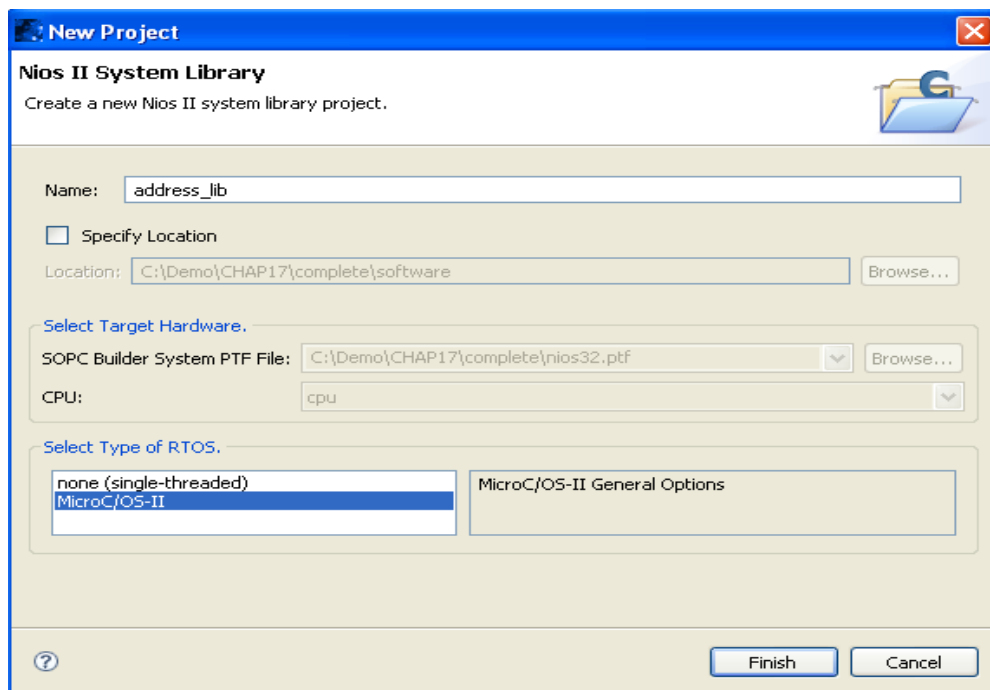 New Project
Nios II System Library
Create a new Nios II system library project.
Name: address_lib
Specify Location
Location: C:\Demo\CHAP17\complete\software Browse...
Select Target Hardware.
SOPC Builder System PTF File: C:\Demo\CHAP17\complete\nios32.ptf Browse...
CPU: cpu
Select Type of RTOS.
none (single-threaded) MicroC/OS-II General Options
MicroC/OS-II
? Finish Cancel